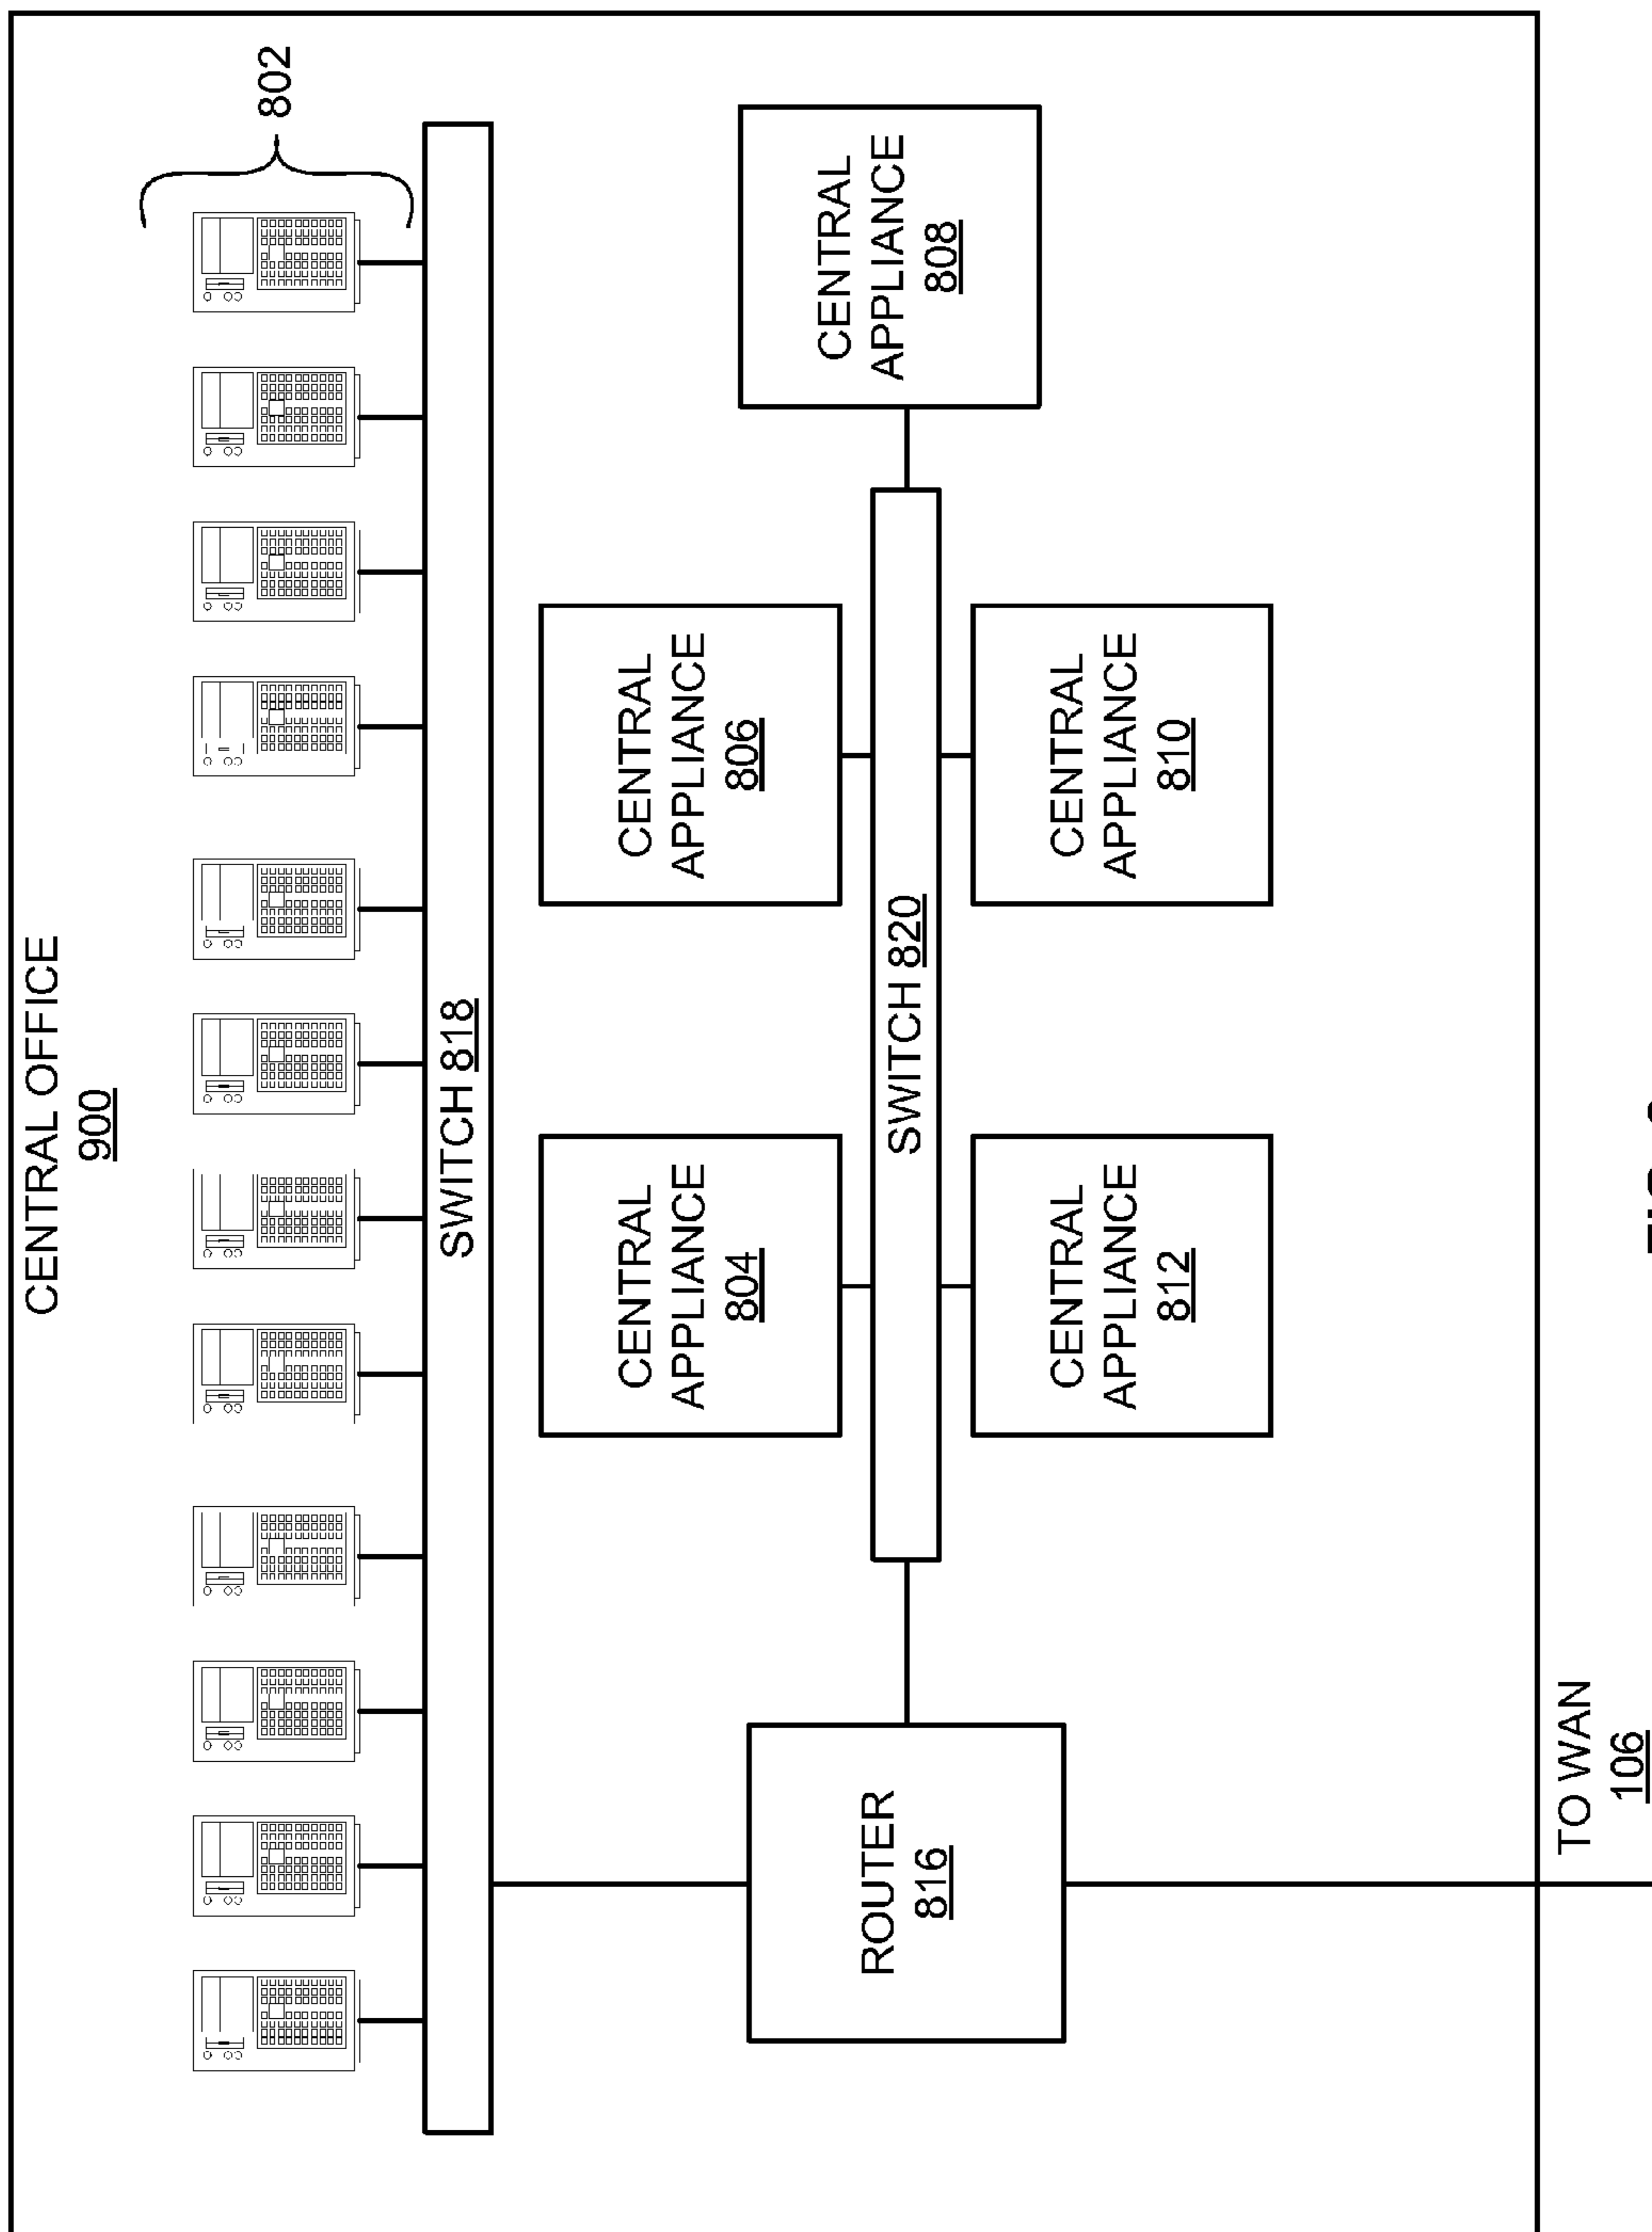 CENTRAL OFFICE
900
802
SWITCH 818
CENTRAL
APPLIANCE
804
CENTRAL
APPLIANCE
806
CENTRAL
APPLIANCE
808
SWITCH 820
ROUTER
816
CENTRAL
APPLIANCE
812
CENTRAL
APPLIANCE
810
TO WAN
106